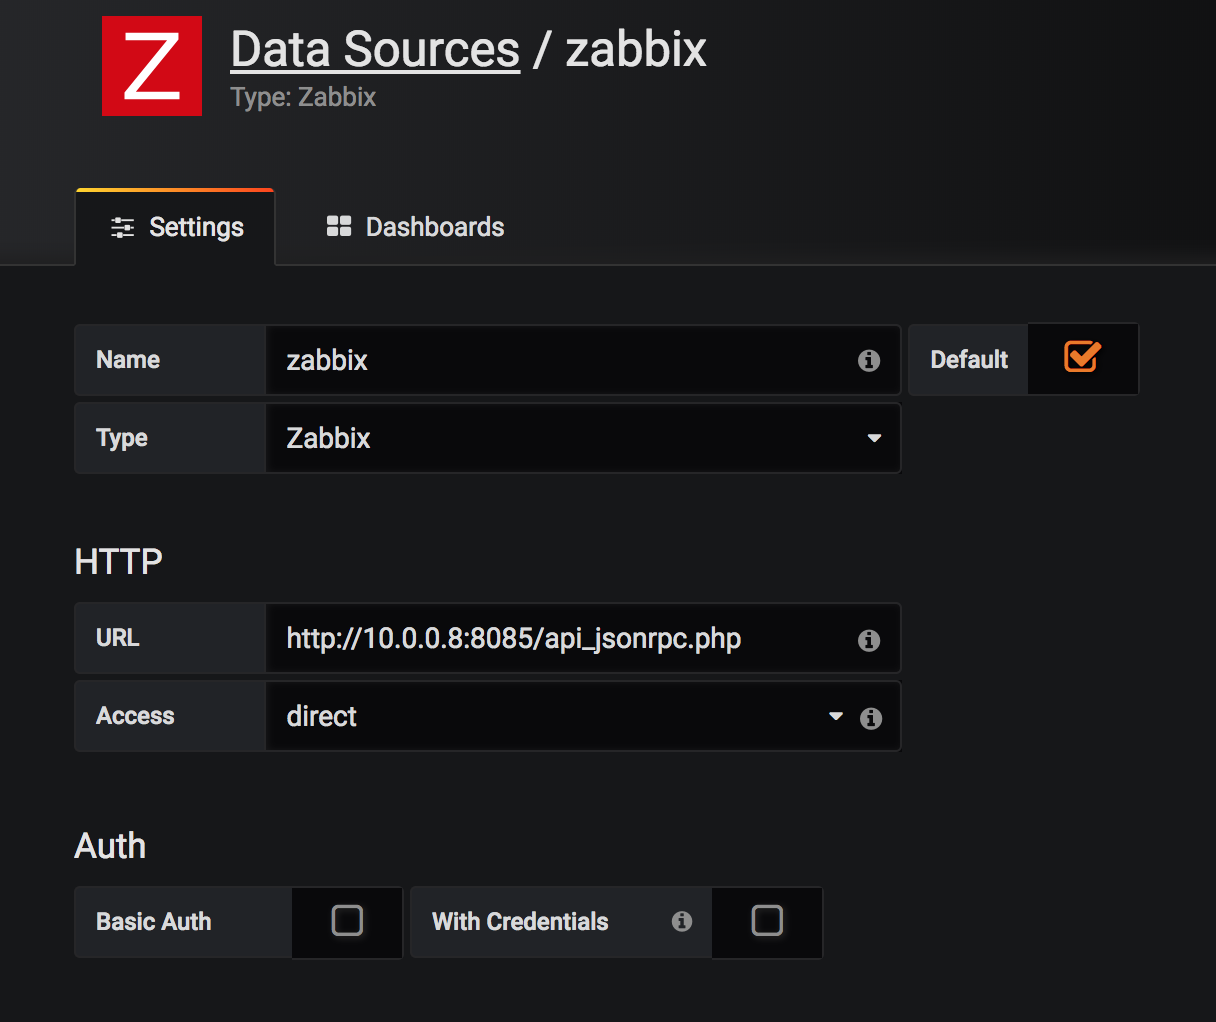 Z
Data Sources / zabbix
Type: Zabbix
Settings
Dashboards
Name
zabbix
Default
Type
Zabbix
HTTP
URL
http://10.0.0.8:8085/api_jsonrpc.php
Access
direct
Auth
Basic Auth
With Credentials